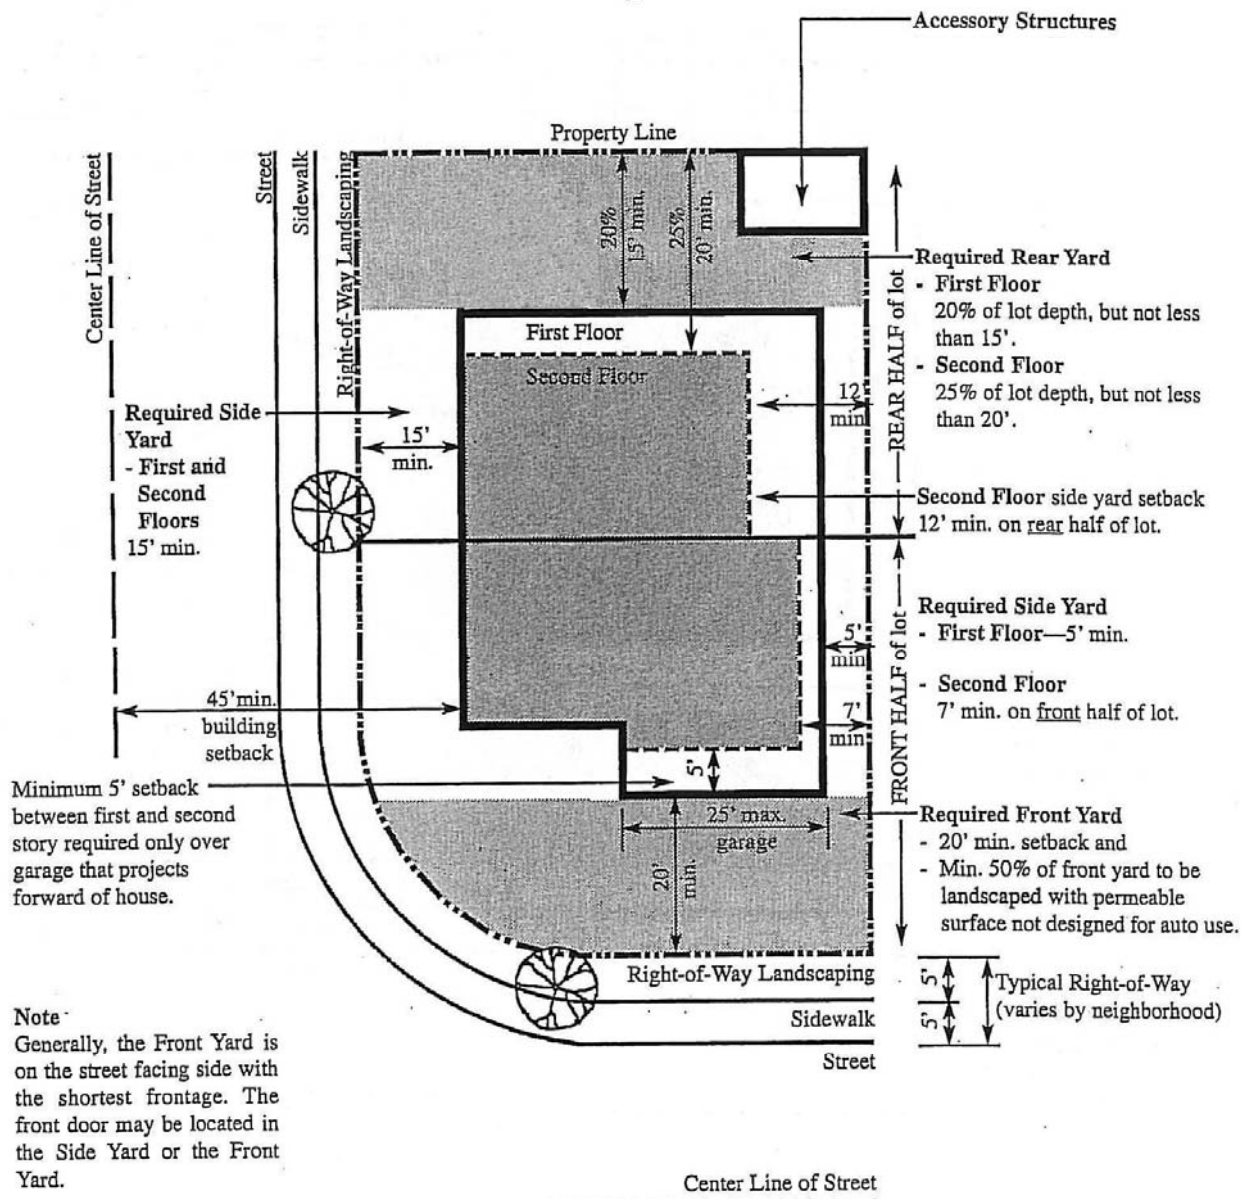 Accessory Structures
Property Line
Center Line of Street
Street
Sidewalk
Right-of-Way Landscaping
20%
15' min.
25%
20' min.
REAR HALF of lot
Required Rear Yard
- First Floor
20% of lot depth, but not less
than 15'.
- Second Floor
25% of lot depth, but not less
than 20'.
First Floor
Second Floor
12'
min
Required Side
Yard
- First and
Second
Floors
15' min.
15'
min.
Second Floor side yard setback
12' min. on rear half of lot.
FRONT HALF of lot
Required Side Yard
- First Floor—5' min.
- Second Floor
7' min. on front half of lot.
5'
min
7'
min
45' min.
building
setback
5'
Minimum 5' setback
between first and second
story required only over
garage that projects
forward of house.
25' max.
garage
20'
min.
Required Front Yard
- 20' min. setback and
- Min. 50% of front yard to be
landscaped with permeable
surface not designed for auto use.
Right-of-Way Landscaping
5'
5'
Typical Right-of-Way
(varies by neighborhood)
Sidewalk
Street
Note
Generally, the Front Yard is
on the street facing side with
the shortest frontage. The
front door may be located in
the Side Yard or the Front
Yard.
Center Line of Street